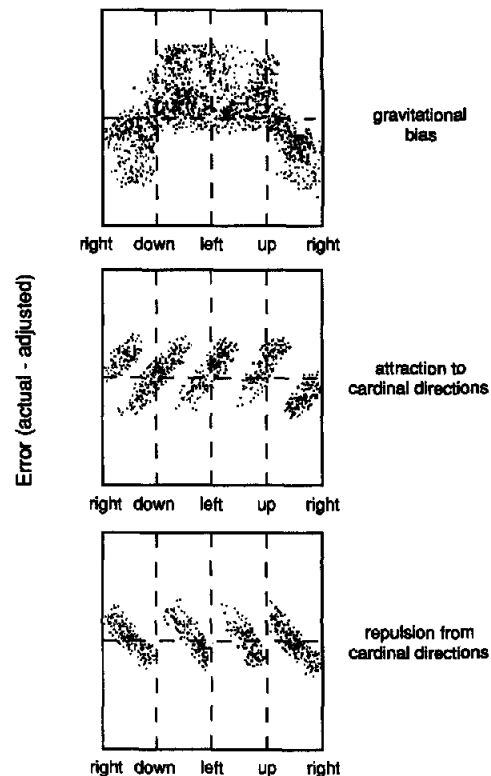 gravitational
bias
right down left up right
Error (actual - adjusted)
attraction to
cardinal directions
right down left up right
repulsion from
cardinal directions
right down left up right